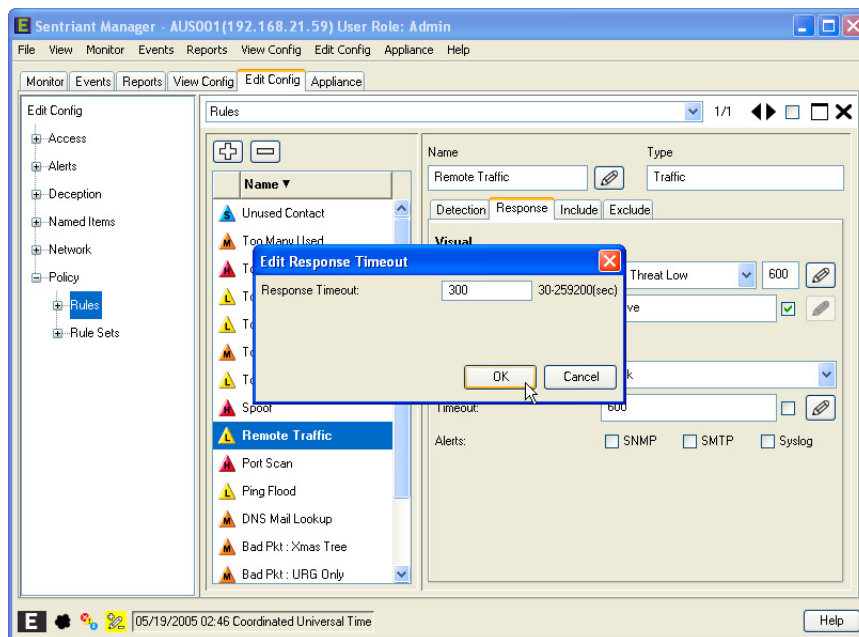 E Sentriant Manager - AUS001(192.168.21.59) User Role: Admin
File View Monitor Events Reports View Config Edit Config Appliance Help
Monitor Events Reports View Config Edit Config Appliance
Edit Config
Access
Alerts
Deception
Named Items
Network
Policy
Rules
Rule Sets
Rules 1/1
Name
S Unused Contact
M Too Many Used
H
L
L
M
L
H Spoof
L Remote Traffic
H Port Scan
L Ping Flood
M DNS Mail Lookup
M Bad Pkt : Xmas Tree
M Bad Pkt : URG Only
Name Type
Remote Traffic Traffic
Detection Response Include Exclude
Visual
Threat Low 600
Timeout: 600
Alerts: SNMP SMTP Syslog
Edit Response Timeout
Response Timeout: 300 30-259200(sec)
OK Cancel
E 05/19/2005 02:46 Coordinated Universal Time Help